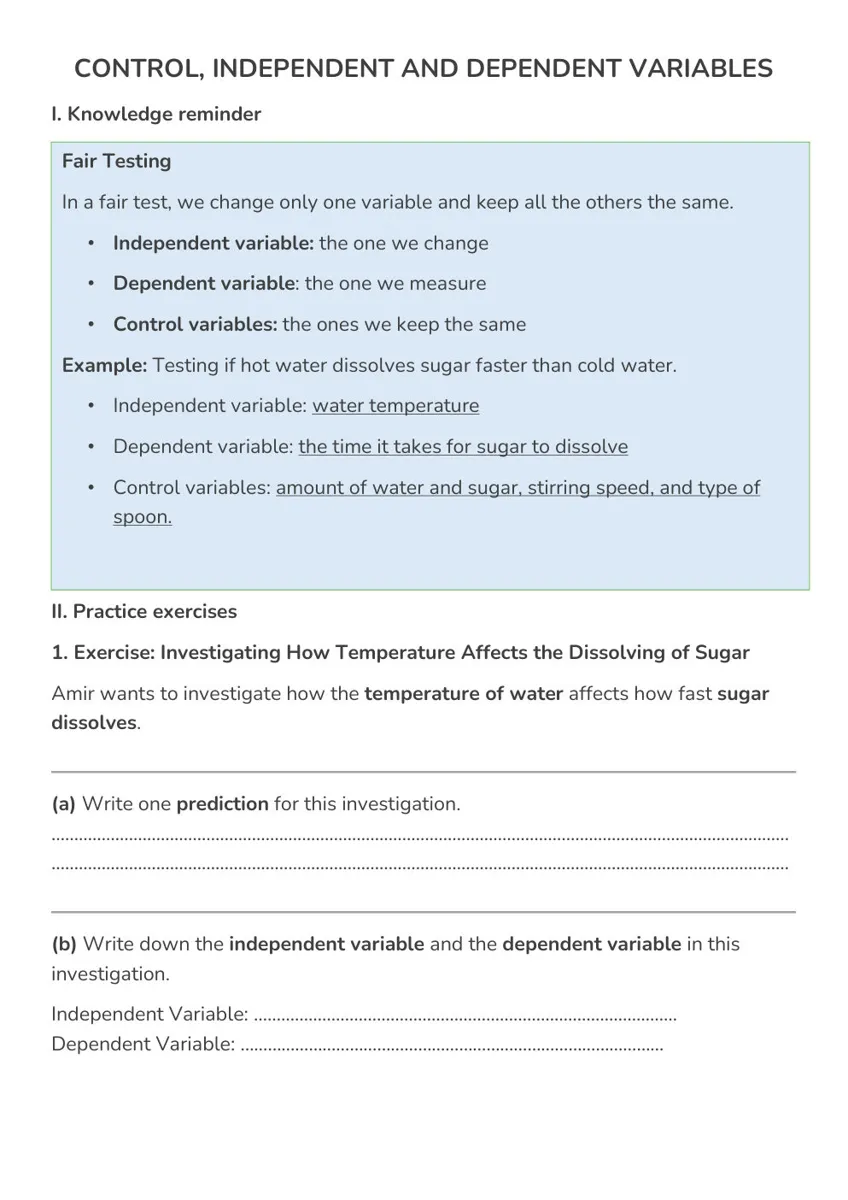 CONTROL, INDEPENDENT AND DEPENDENT VARIABLES
I. Knowledge reminder
Fair Testing
In a fair test, we change only one variable and keep all the others the same.
• Independent variable: the one we change
• Dependent variable: the one we measure
• Control variables: the ones we keep the same
Example: Testing if hot water dissolves sugar faster than cold water.
• Independent variable: water temperature
• Dependent variable: the time it takes for sugar to dissolve
• Control variables: amount of water and sugar, stirring speed, and type of
spoon.
II. Practice exercises
1. Exercise: Investigating How Temperature Affects the Dissolving of Sugar
Amir wants to investigate how the temperature of water affects how fast sugar
dissolves.
(a) Write one prediction for this investigation.
................................................................................
................................................................................
(b) Write down the independent variable and the dependent variable in this
investigation.
Independent Variable: ................................................................................
Dependent Variable: ................................................................................